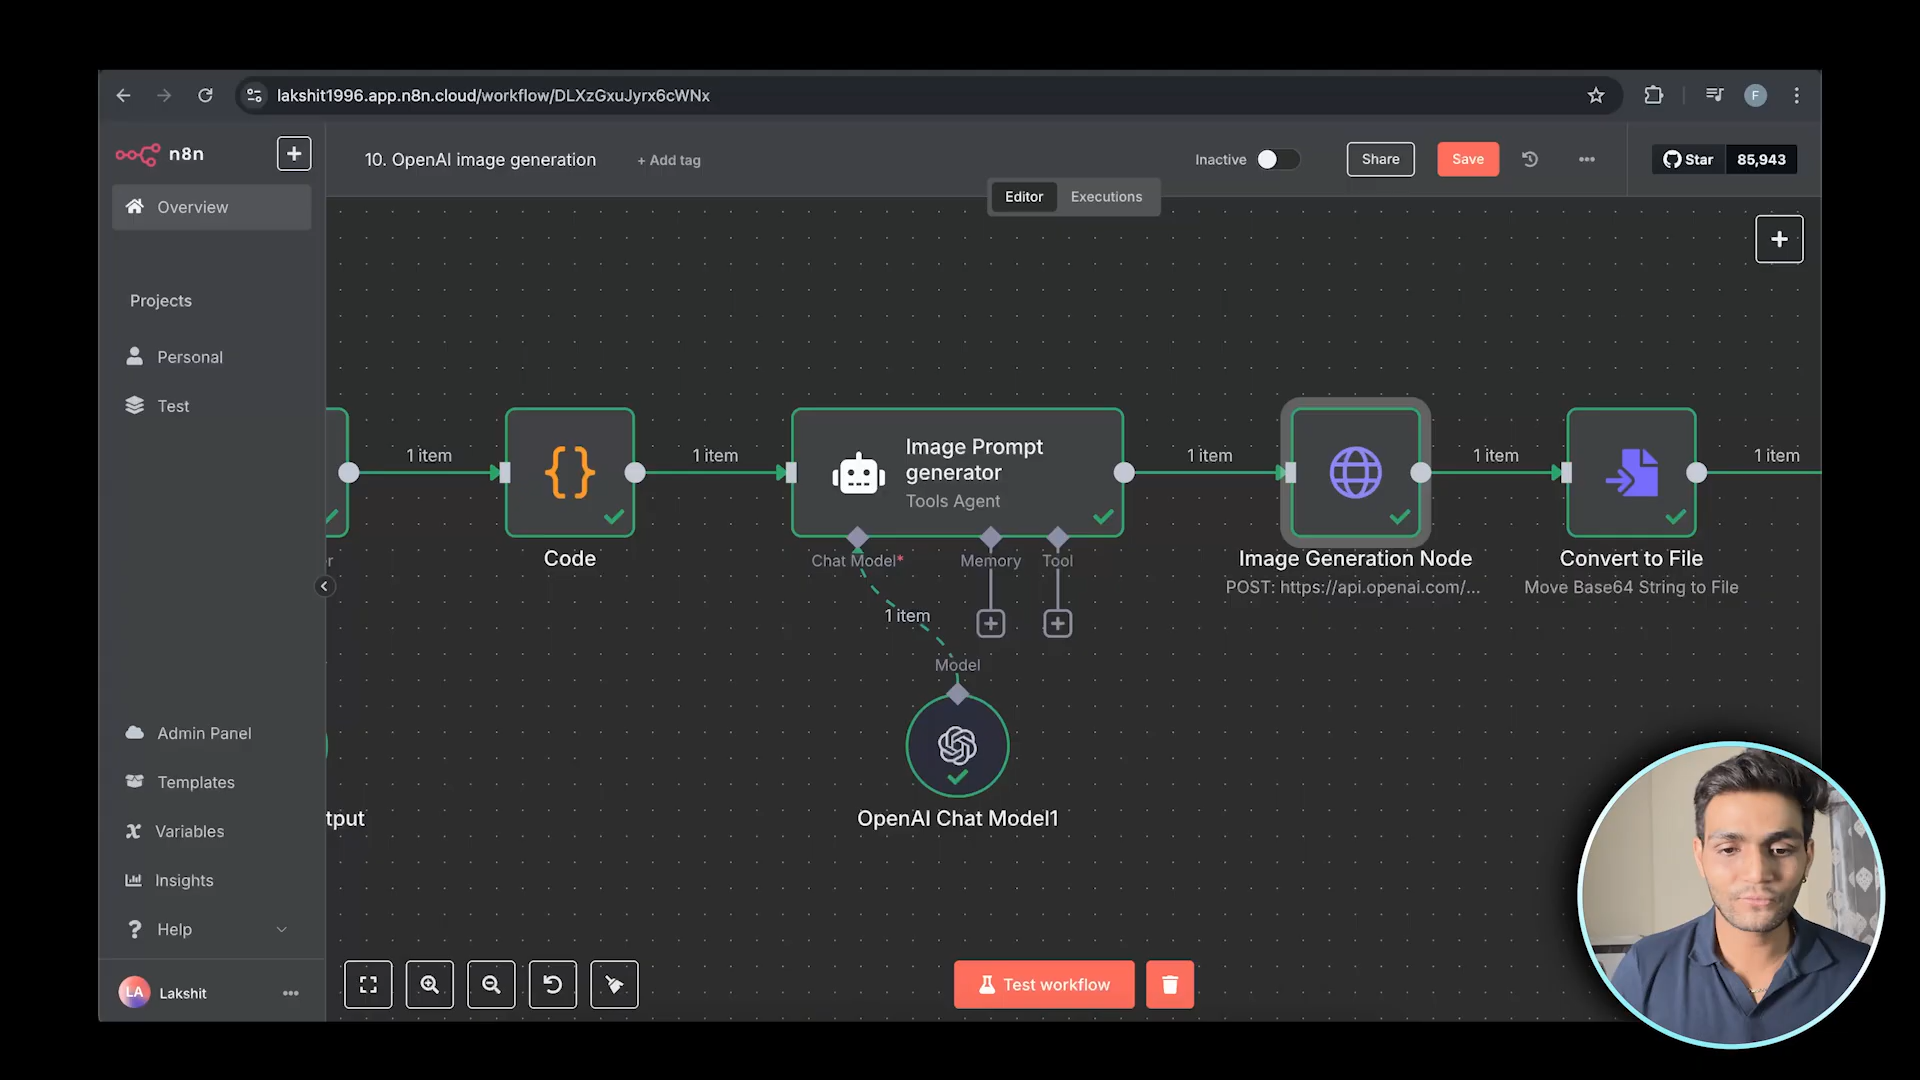 lakshit1996.app.n8n.cloud/workflow/DLXzGxuJyrx6cWNx
F
n8n
10. OpenAI image generation
+ Add tag
Inactive
Share
Save
Star
85,943
Editor
Executions
Overview
Projects
Personal
Test
Admin Panel
Templates
Variables
Insights
Help
LA
Lakshit
1 item
1 item
1 item
1 item
1 item
{}
Code
Image Prompt
generator
Tools Agent
Chat Model*
Memory
Tool
1 item
Model
OpenAI Chat Model1
Image Generation Node
POST: https://api.openai.com/...
Convert to File
Move Base64 String to File
r
tput
Test workflow